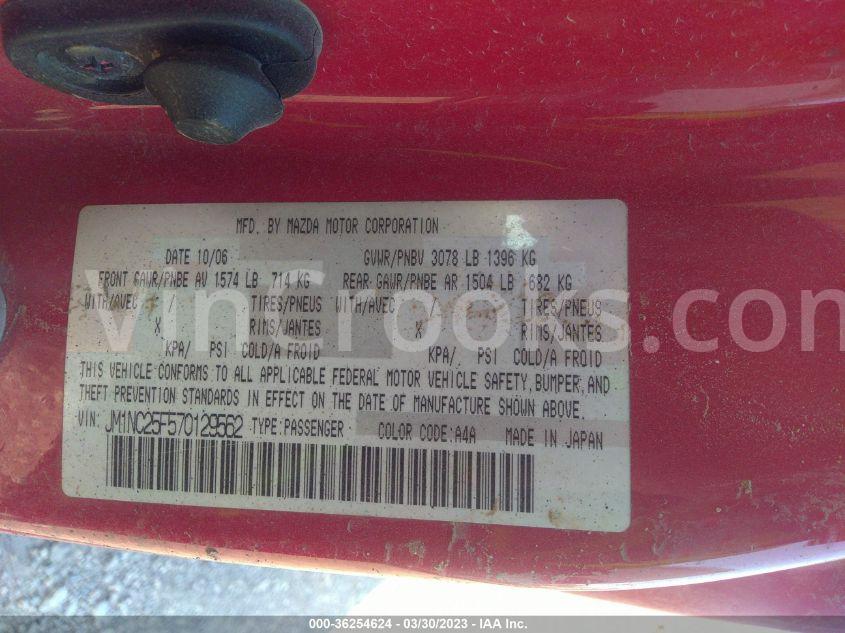 MFD. BY MAZDA MOTOR CORPORATION
DATE 10/06 GVWR/PNBV 3078 LB 1396 KG
FRONT GAWR/PNBE AV 1574 LB 714 KG REAR GAWR/PNBE AR 1504 LB 682 KG
WITH/AVEC / TIRES/PNEUS WITH/AVEC / TIRES/PNEUS
X RIMS/JANTES X RIMS/JANTES
KPA/ PSI COLD/A FROID KPA/ PSI COLD/A FROID
THIS VEHICLE CONFORMS TO ALL APPLICABLE FEDERAL MOTOR VEHICLE SAFETY, BUMPER, AND
THEFT PREVENTION STANDARDS IN EFFECT ON THE DATE OF MANUFACTURE SHOWN ABOVE.
VIN: JM1NC25F570129562 TYPE:PASSENGER COLOR CODE:A4A MADE IN JAPAN
VinCrooks.com
000-36254624 - 03/30/2023 - IAA Inc.